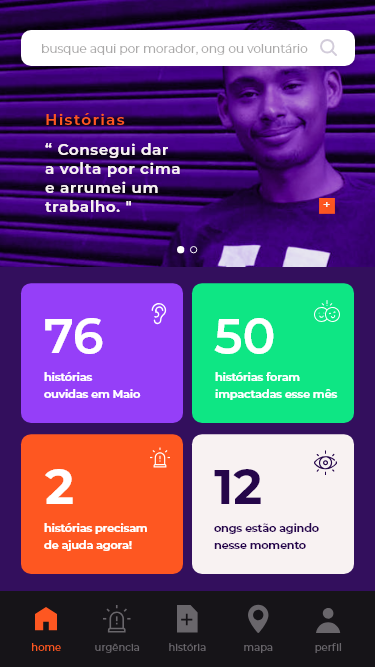 busque aqui por morador, ong ou voluntário
Histórias
“ Consegui dar
a volta por cima
e arrumei um
trabalho. "
+
76
histórias
ouvidas em Maio
50
histórias foram
impactadas esse mês
2
histórias precisam
de ajuda agora!
12
ongs estão agindo
nesse momento
home urgência história mapa perfil